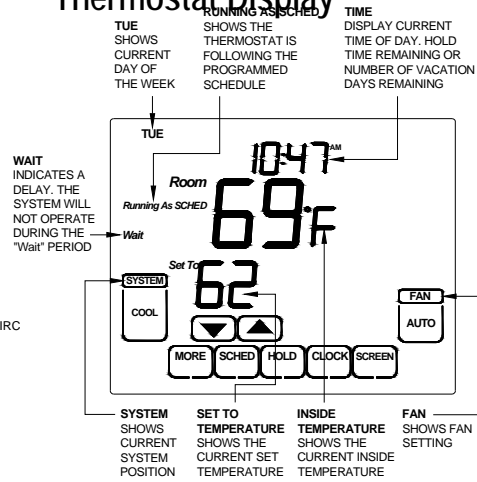 Thermostat Display
TUE
SHOWS
CURRENT
DAY OF
THE WEEK
RUNNING AS SCHED
SHOWS THE
THERMOSTAT IS
FOLLOWING THE
PROGRAMMED
SCHEDULE
TIME
DISPLAY CURRENT
TIME OF DAY. HOLD
TIME REMAINING OR
NUMBER OF VACATION
DAYS REMAINING
WAIT
INDICATES A
DELAY. THE
SYSTEM WILL
NOT OPERATE
DURING THE
"Wait" PERIOD
IRC
TUE
10:47 AM
Room
Running As SCHED
69°F
Wait
Set To
62
SYSTEM
COOL
FAN
AUTO
MORE SCHED HOLD CLOCK SCREEN
SYSTEM
SHOWS
CURRENT
SYSTEM
POSITION
SET TO
TEMPERATURE
SHOWS THE
CURRENT SET
TEMPERATURE
INSIDE
TEMPERATURE
SHOWS THE
CURRENT INSIDE
TEMPERATURE
FAN
SHOWS FAN
SETTING